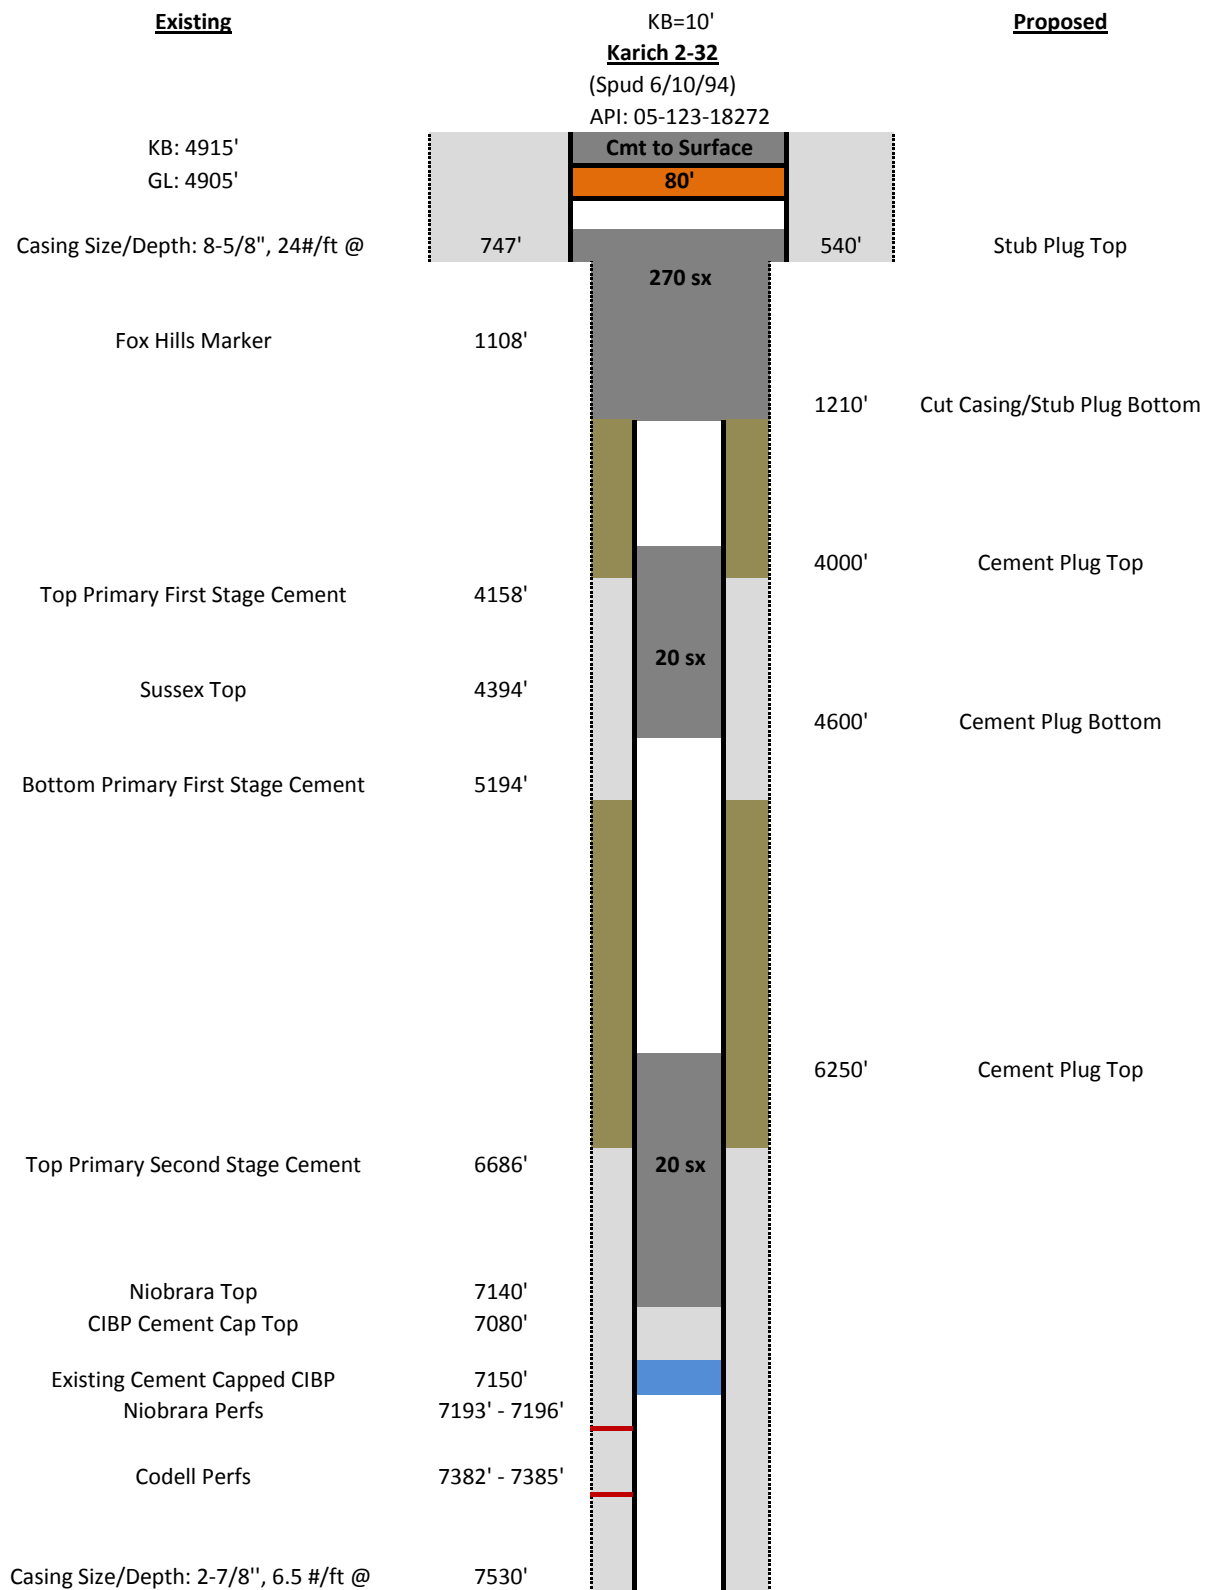 Existing KB=10' Proposed
Karich 2-32
(Spud 6/10/94)
API: 05-123-18272
KB: 4915' Cmt to Surface
GL: 4905' 80'
Casing Size/Depth: 8-5/8", 24#/ft @ 747' 540' Stub Plug Top
270 sx
Fox Hills Marker 1108'
1210' Cut Casing/Stub Plug Bottom
4000' Cement Plug Top
Top Primary First Stage Cement 4158'
20 sx
Sussex Top 4394'
4600' Cement Plug Bottom
Bottom Primary First Stage Cement 5194'
6250' Cement Plug Top
Top Primary Second Stage Cement 6686' 20 sx
Niobrara Top 7140'
CIBP Cement Cap Top 7080'
Existing Cement Capped CIBP 7150'
Niobrara Perfs 7193' - 7196'
Codell Perfs 7382' - 7385'
Casing Size/Depth: 2-7/8'', 6.5 #/ft @ 7530'